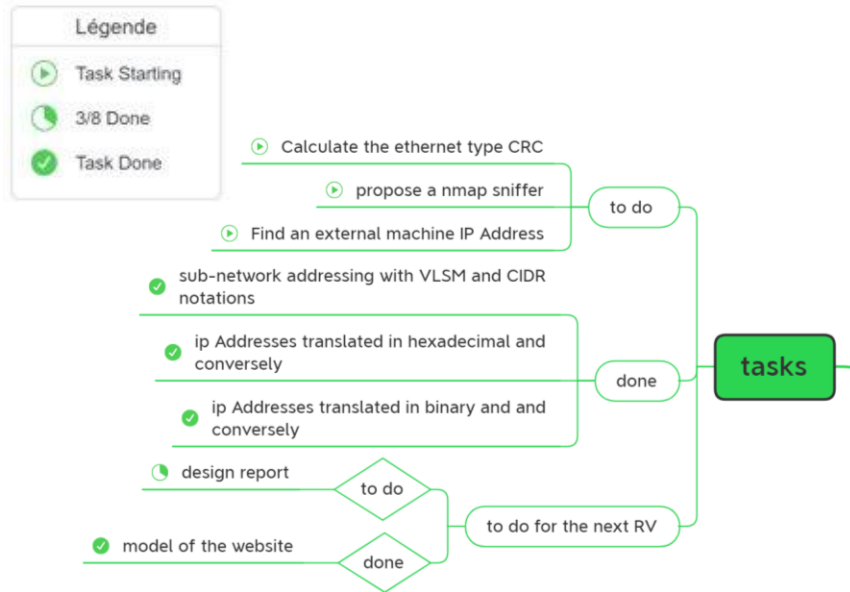 Légende
Task Starting
3/8 Done
Task Done
Calculate the ethernet type CRC
propose a nmap sniffer
to do
Find an external machine IP Address
sub-network addressing with VLSM and CIDR
notations
ip Addresses translated in hexadecimal and
conversely
done
tasks
ip Addresses translated in binary and and
conversely
design report
to do
to do for the next RV
model of the website
done